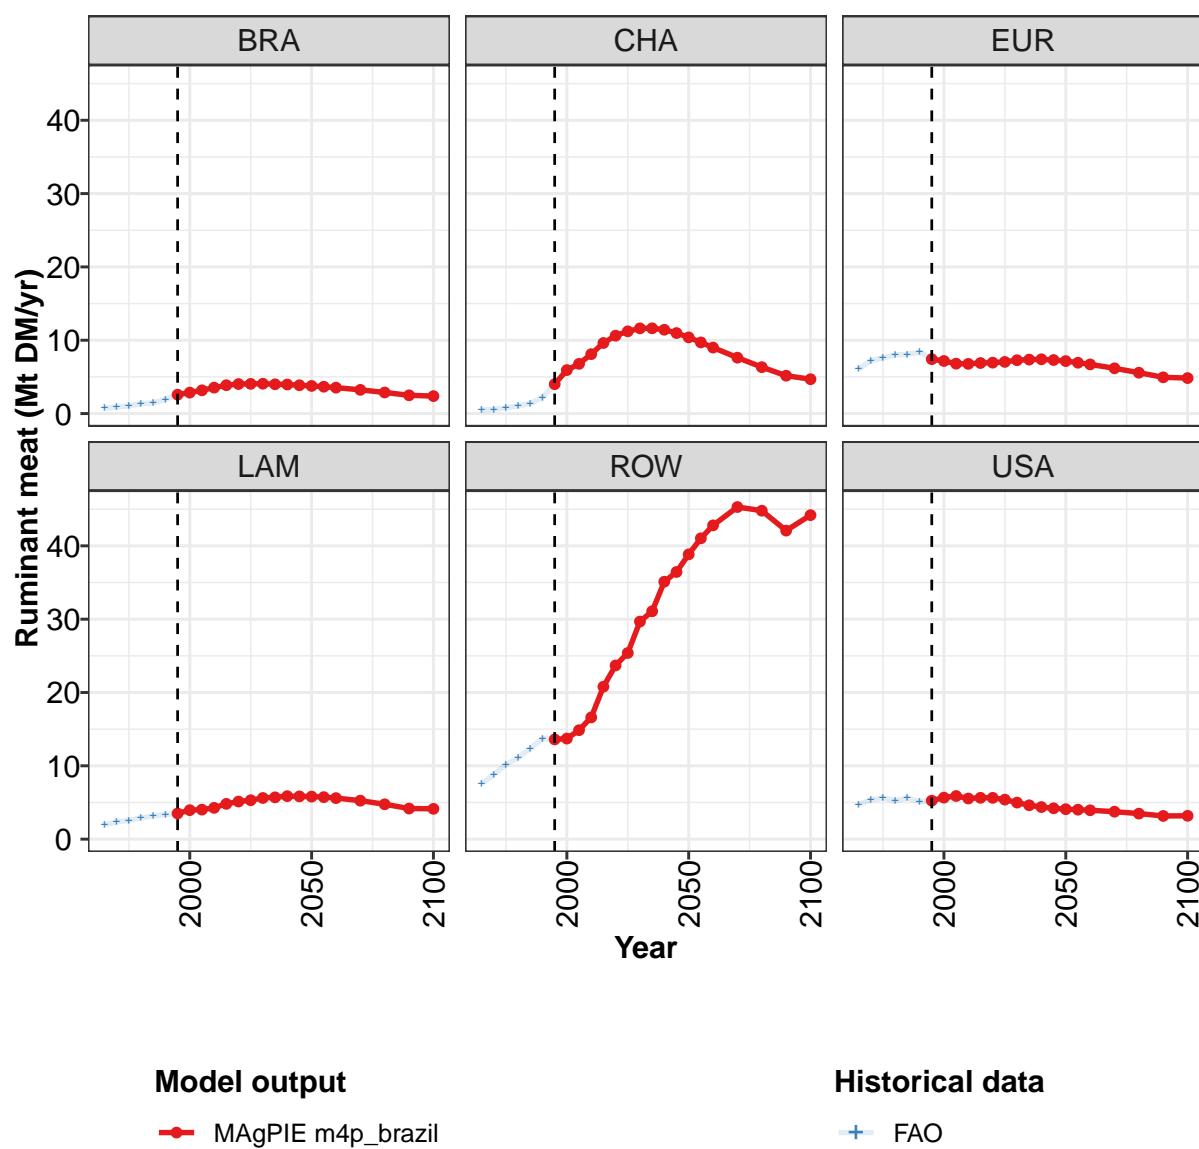 BRA CHA EUR
40
30
20
10
0
LAM ROW USA
40
30
20
10
0
Ruminant meat (Mt DM/yr)
2000 2050 2100 2000 2050 2100 2000 2050 2100
Year
Model output Historical data
MAgPIE m4p_brazil FAO